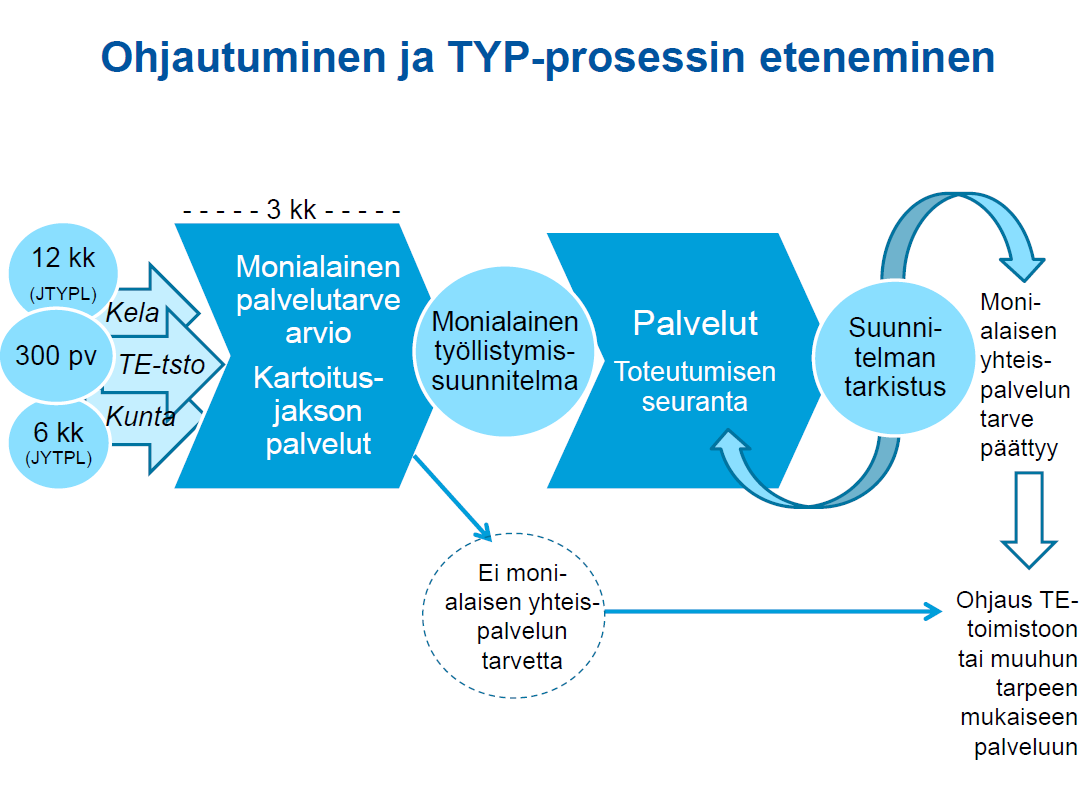 Ohjautuminen ja TYP-prosessin eteneminen
- - - - - 3 kk - - - - -
12 kk
(JTYPL)
300 pv
6 kk
(JYTPL)
Kela
TE-tsto
Kunta
Monialainen
palvelutarve
arvio
Kartoitus-
jakson
palvelut
Monialainen
työllistymis-
suunnitelma
Palvelut
Toteutumisen
seuranta
Suunni-
telman
tarkistus
Moni-
alaisen
yhteis-
palvelun
tarve
päättyy
Ei moni-
alaisen yhteis-
palvelun
tarvetta
Ohjaus TE-
toimistoon
tai muuhun
tarpeen
mukaiseen
palveluun